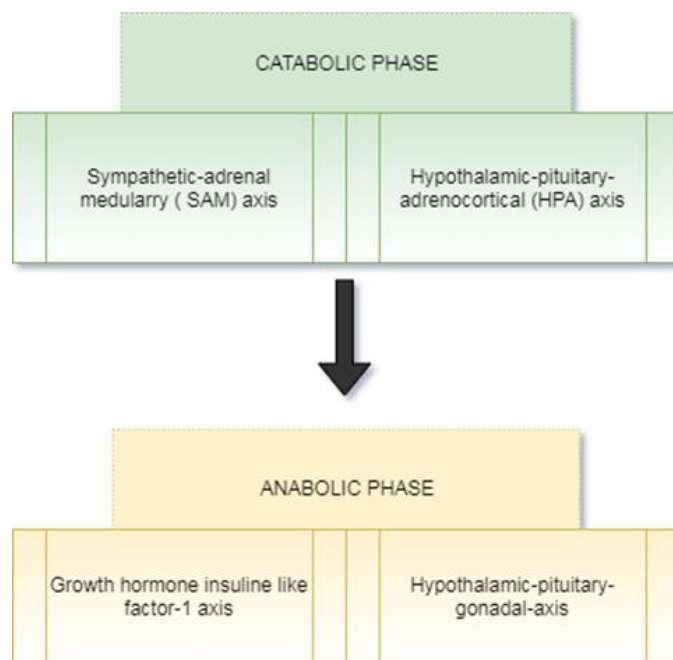 CATABOLIC PHASE
Sympathetic-adrenal
medularry ( SAM) axis
Hypothalamic-pituitary-
adrenocortical (HPA) axis
ANABOLIC PHASE
Growth hormone insuline like
factor-1 axis
Hypothalamic-pituitary-
gonadal-axis